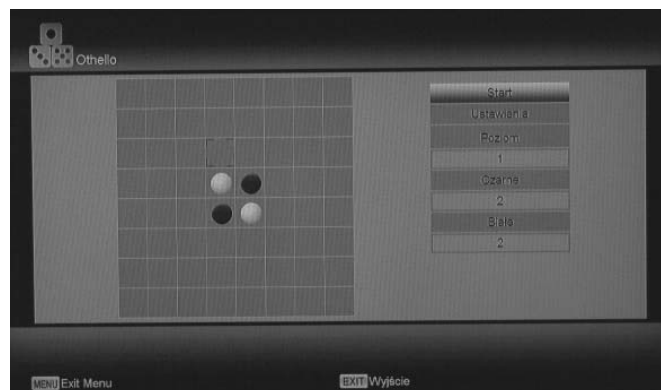 Othello
Start
Ustawienia
Poziom
1
Czarne
2
Białe
2
MENU Exit Menu
EXIT Wyjście